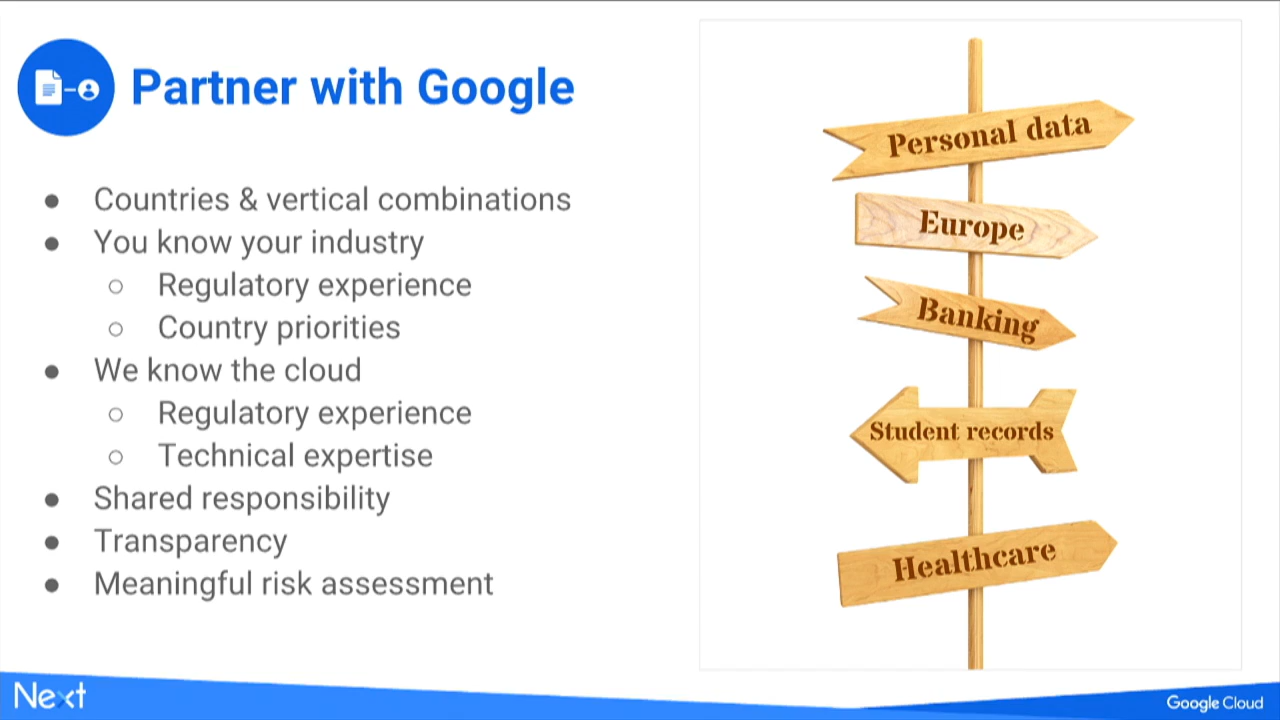 Partner with Google
● Countries & vertical combinations
● You know your industry
○ Regulatory experience
○ Country priorities
● We know the cloud
○ Regulatory experience
○ Technical expertise
● Shared responsibility
● Transparency
● Meaningful risk assessment
Personal data
Europe
Banking
Student records
Healthcare
Next
Google Cloud